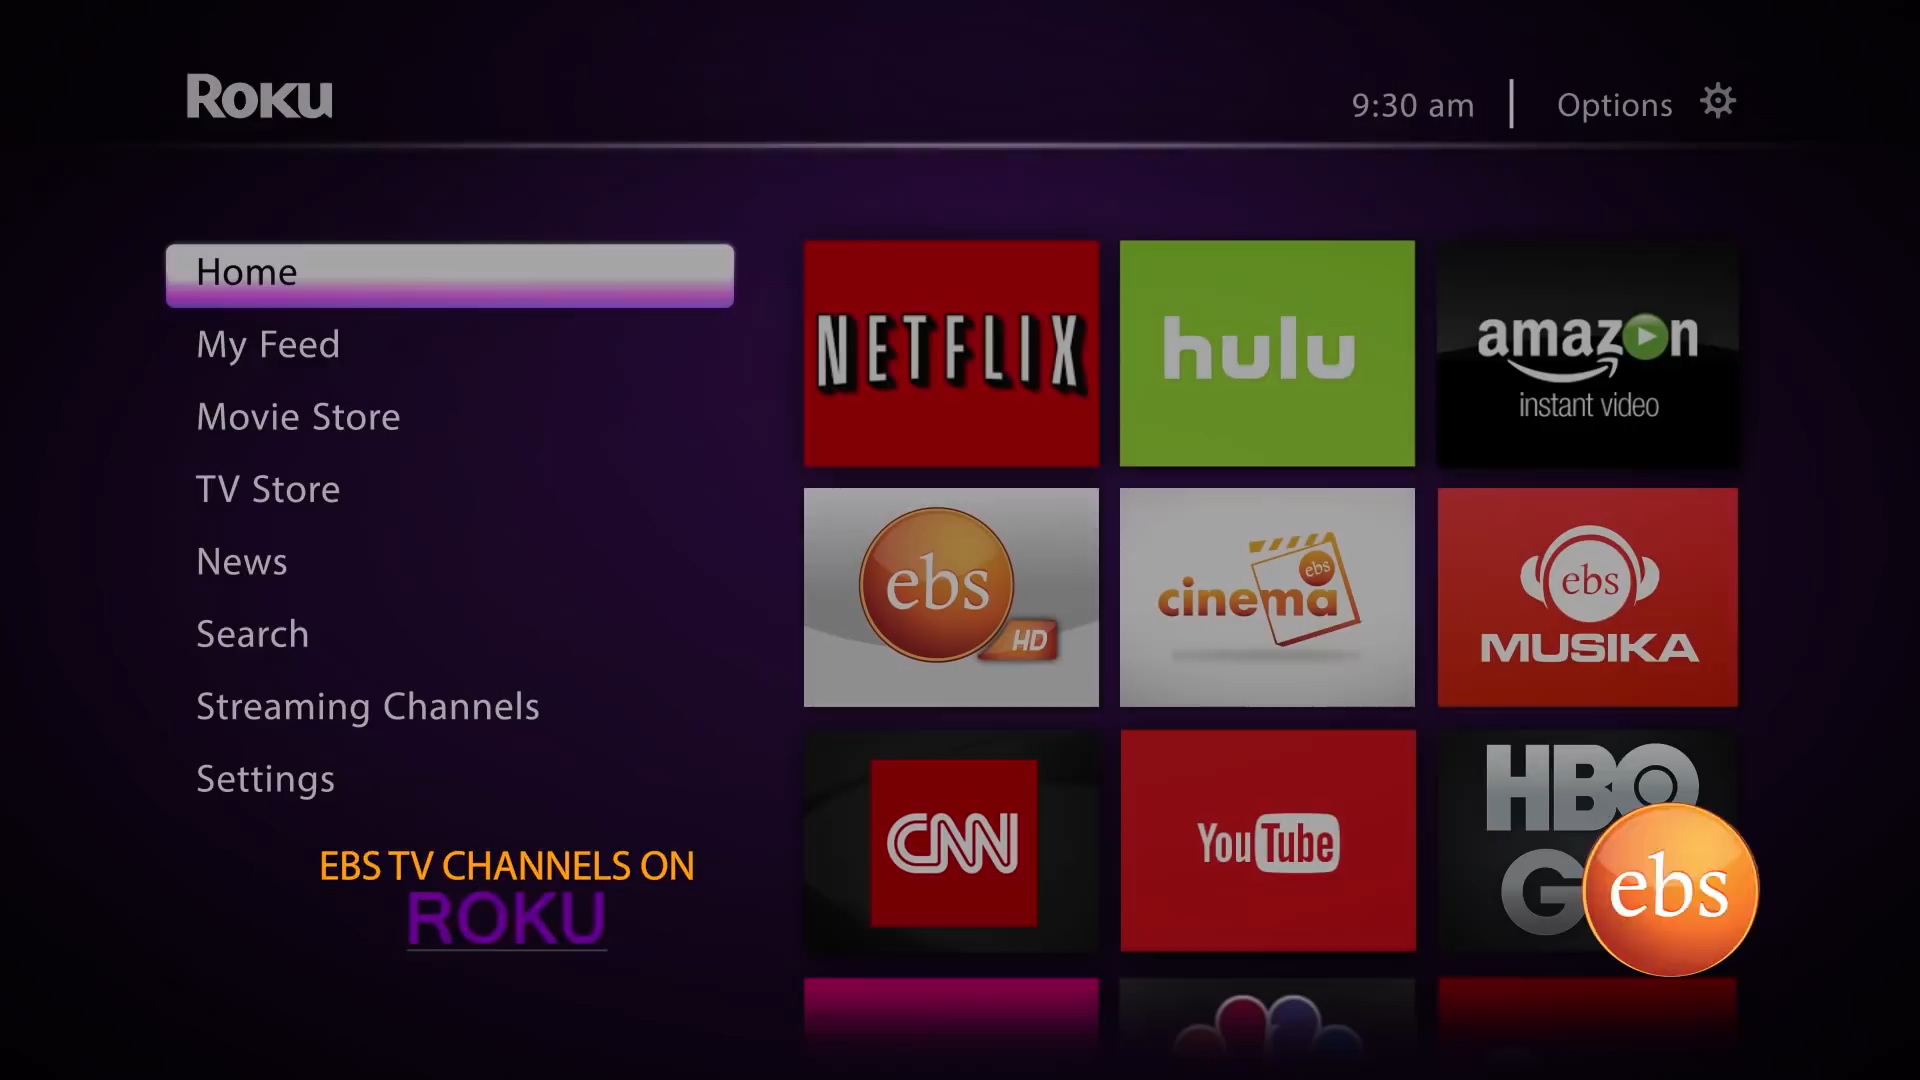 Roku
9:30 am | Options
Home
My Feed
Movie Store
TV Store
News
Search
Streaming Channels
Settings
EBS TV CHANNELS ON
ROKU
NETFLIX
hulu
amazon
instant video
ebs
HD
cinema
ebs
ebs
MUSIKA
CNN
YouTube
HBO
G
ebs